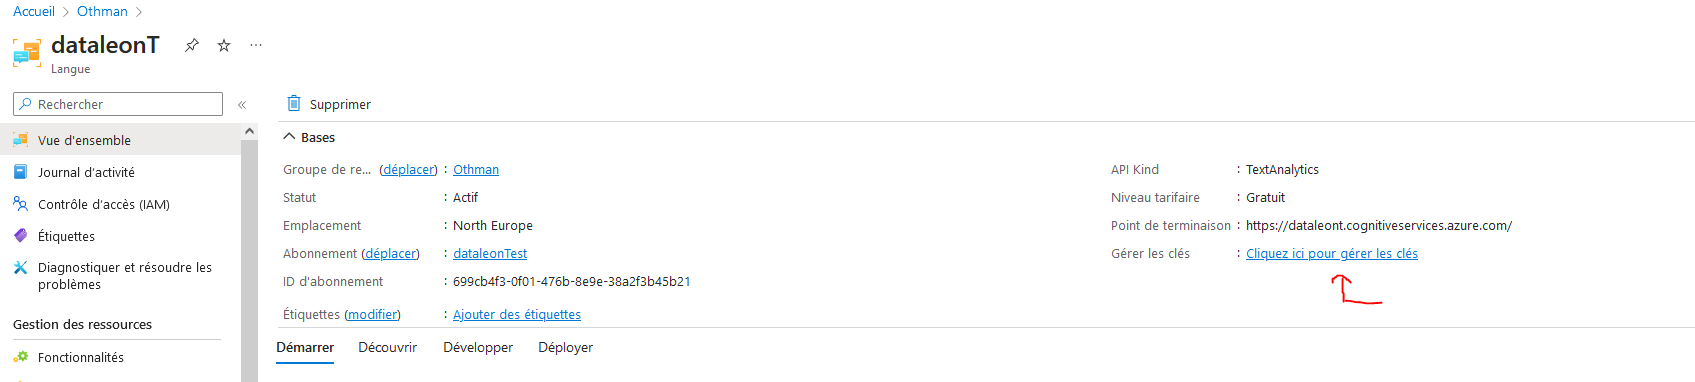 Accueil > Othman >
dataleonT
Langue
Rechercher
Supprimer
Vue d'ensemble
Journal d'activité
Contrôle d'accès (IAM)
Étiquettes
Diagnostiquer et résoudre les
problèmes
Gestion des ressources
Fonctionnalités
Bases
Groupe de re... (déplacer) : Othman
Statut : Actif
Emplacement : North Europe
Abonnement (déplacer) : dataleonTest
ID d'abonnement : 699cb4f3-0f01-476b-8e9e-38a2f3b45b21
Étiquettes (modifier) : Ajouter des étiquettes
API Kind : TextAnalytics
Niveau tarifaire : Gratuit
Point de terminaison : https://dataleont.cognitiveservices.azure.com/
Gérer les clés : Cliquez ici pour gérer les clés
Démarrer Découvrir Développer Déployer